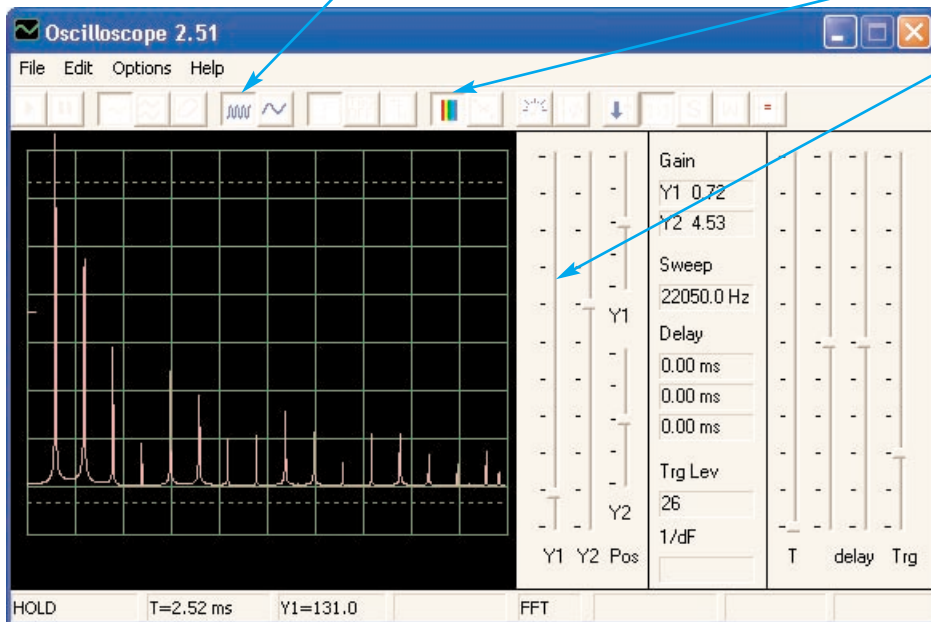 Oscilloscope 2.51
File Edit Options Help
Gain
Y1 0.72
Y2 4.53
Sweep
22050.0 Hz
Delay
0.00 ms
0.00 ms
0.00 ms
Trg Lev
26
1/dF
Y1
Y2
Y1 Y2 Pos
T delay Trg
HOLD T=2.52 ms Y1=131.0 FFT